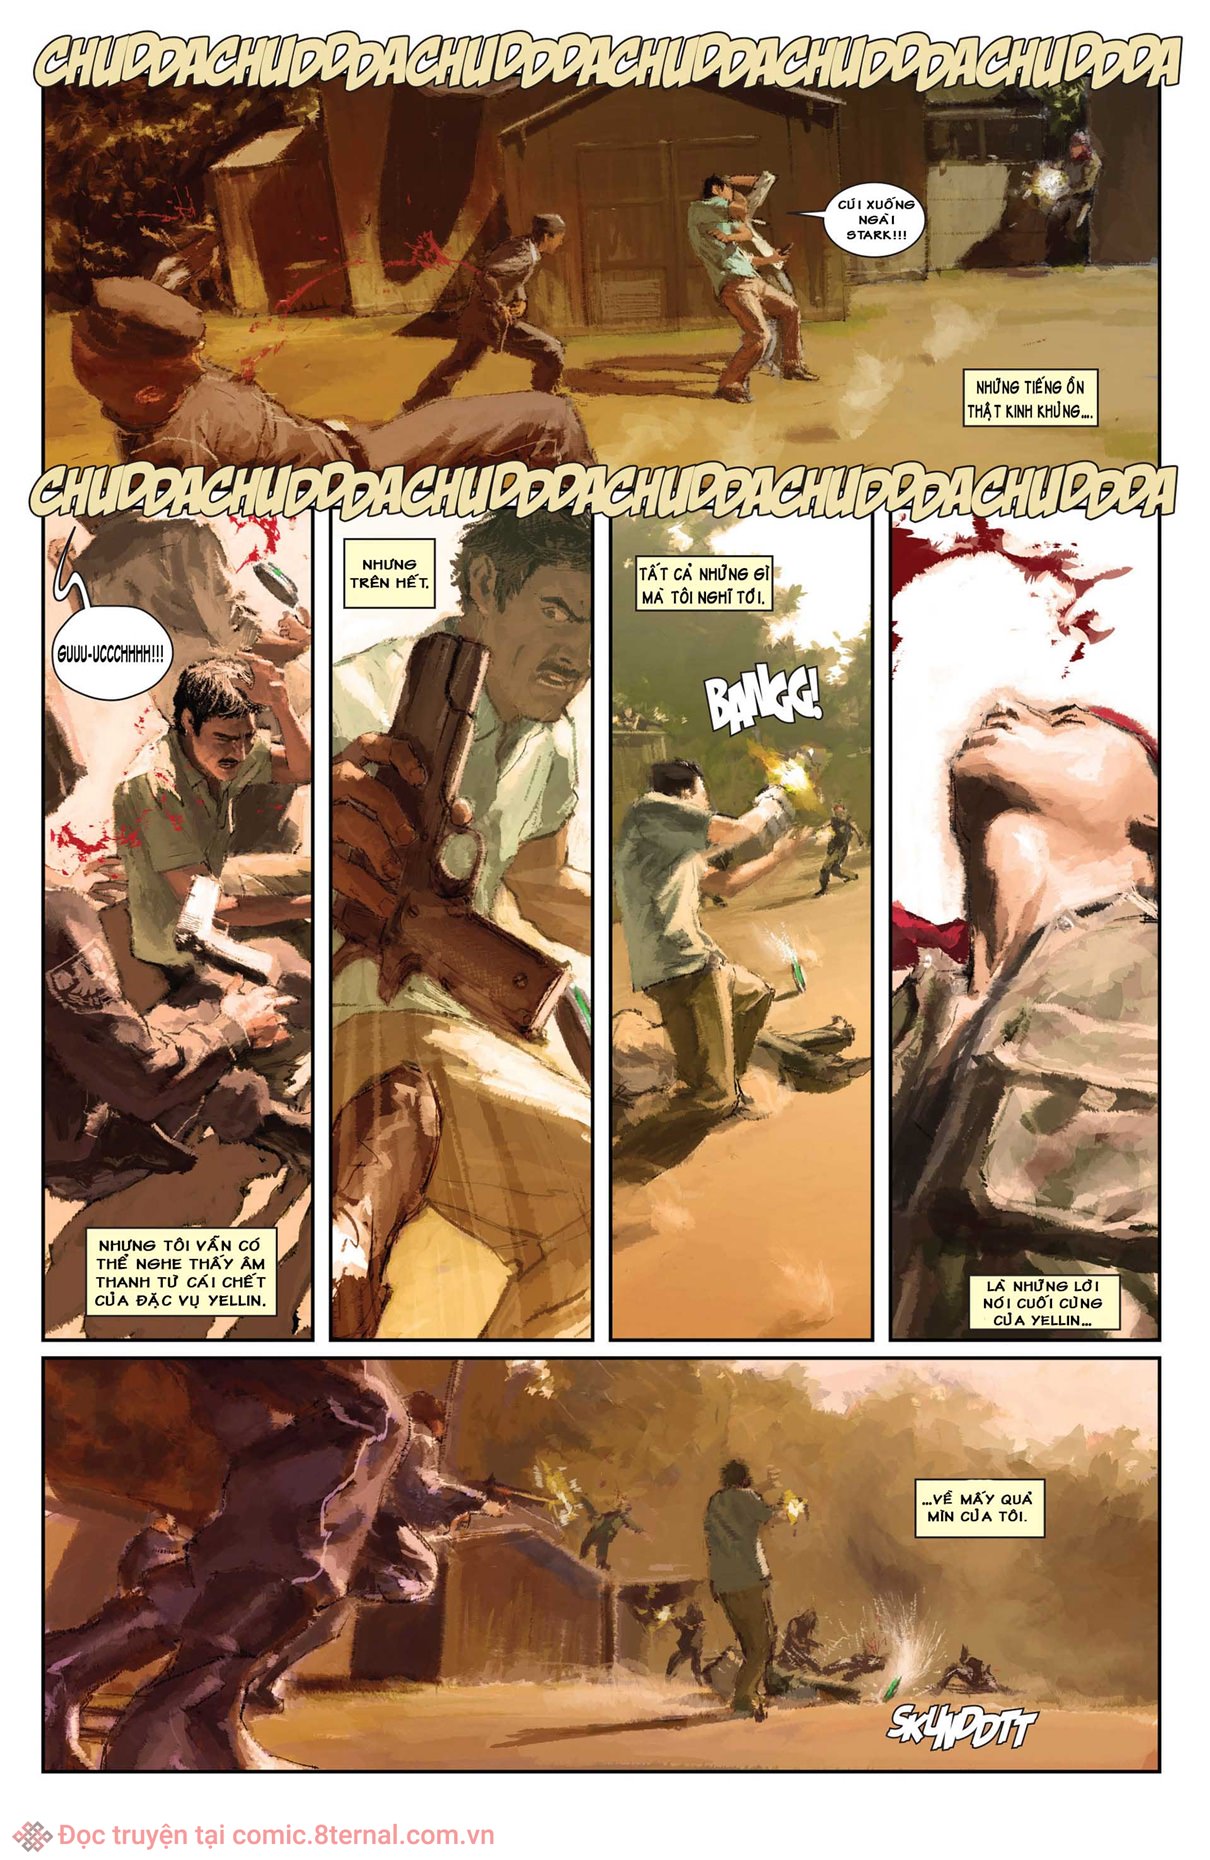 CHUDDACHUDDDDACHUDDDDACHUDDACHUDDDDACHUDDDDA
CÚI XUỐNG
NGÀI
STARK!!!
NHỮNG TIẾNG ỒN
THẬT KINH KHỦNG....
CHUDDACHUDDDDACHUDDDDACHUDDACHUDDDDACHUDDDDA
GUUU-UCCCHHHH!!!
NHƯNG TÔI VẪN CÓ
THỂ NGHE THẤY ÂM
THANH TỪ CÁI CHẾT
CỦA ĐẶC VỤ YELLIN.
NHƯNG
TRÊN HẾT.
TẤT CẢ NHỮNG GÌ
MÀ TÔI NGHĨ TỚI.
BANGG!
LÀ NHỮNG LỜI
NÓI CUỐI CÙNG
CỦA YELLIN...
...VỀ MẤY QUẢ
MÌN CỦA TÔI.
SKUNDOTT
Đọc truyện tại comic.8ternal.com.vn